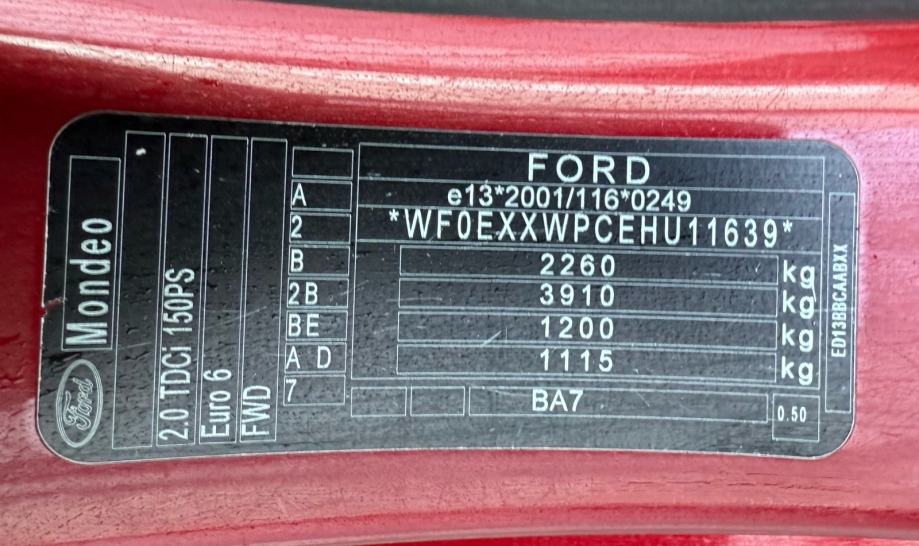 FORD
e13*2001/116*0249
*WF0EXXWPCEHU11639*
2260 kg
3910 kg
1200 kg
1115 kg
BA7
0.50
A
2
B
2B
BE
A D
7
Mondeo
Ford
2.0 TDCi 150PS
Euro 6
FWD
ED13BBCAABXX